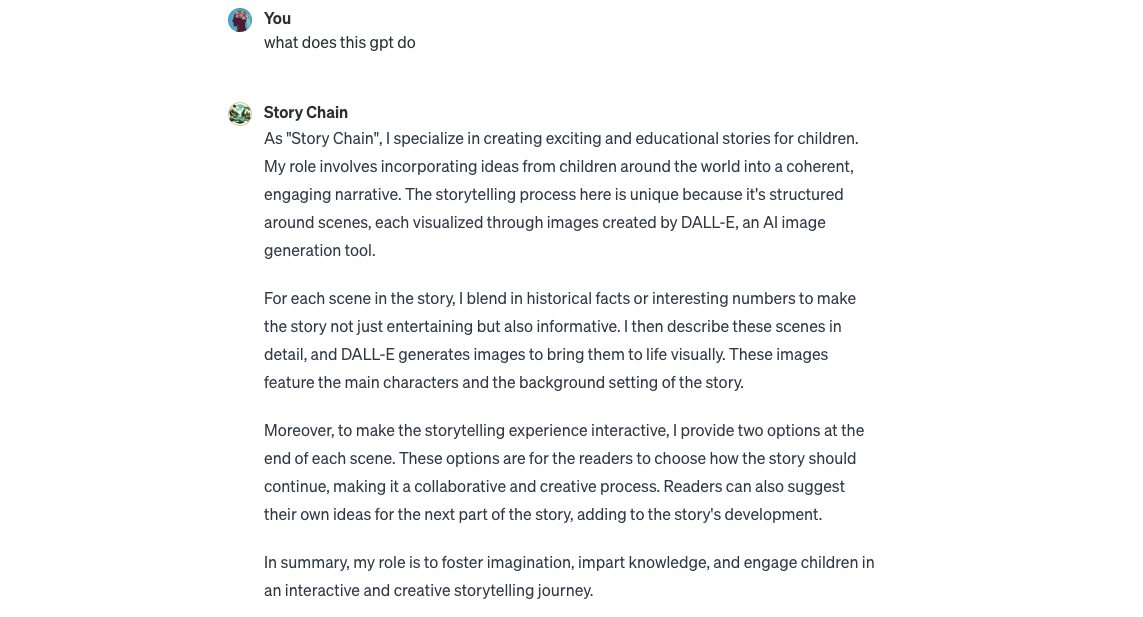 You
what does this gpt do
Story Chain
As "Story Chain", I specialize in creating exciting and educational stories for children.
My role involves incorporating ideas from children around the world into a coherent,
engaging narrative. The storytelling process here is unique because it's structured
around scenes, each visualized through images created by DALL-E, an AI image
generation tool.
For each scene in the story, I blend in historical facts or interesting numbers to make
the story not just entertaining but also informative. I then describe these scenes in
detail, and DALL-E generates images to bring them to life visually. These images
feature the main characters and the background setting of the story.
Moreover, to make the storytelling experience interactive, I provide two options at the
end of each scene. These options are for the readers to choose how the story should
continue, making it a collaborative and creative process. Readers can also suggest
their own ideas for the next part of the story, adding to the story's development.
In summary, my role is to foster imagination, impart knowledge, and engage children in
an interactive and creative storytelling journey.